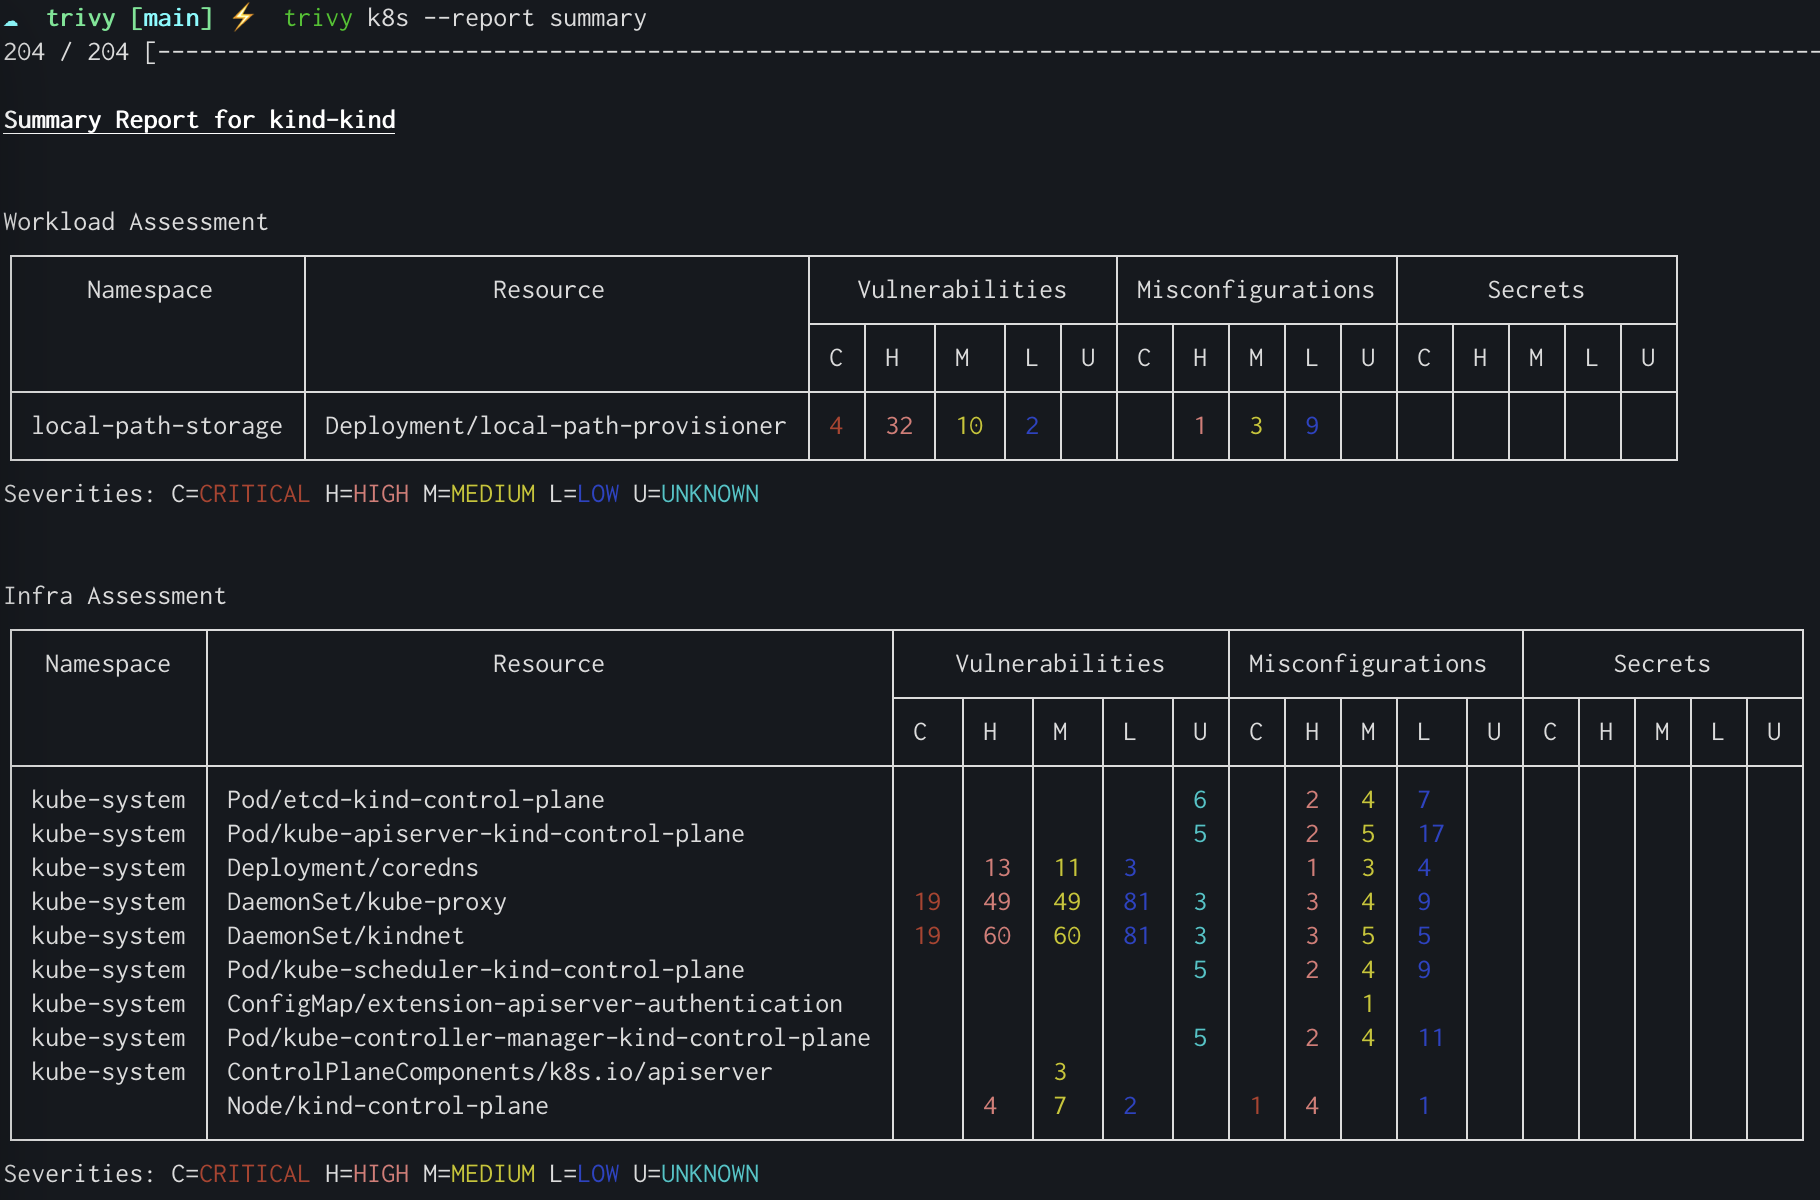 ☁ trivy [main] ⚡ trivy k8s --report summary
204 / 204 [------------------------------------------------------------------------------------------------------------------------
Summary Report for kind-kind
Workload Assessment
Namespace Resource Vulnerabilities Misconfigurations Secrets
C H M L U C H M L U C H M L U
local-path-storage Deployment/local-path-provisioner 4 32 10 2 1 3 9
Severities: C=CRITICAL H=HIGH M=MEDIUM L=LOW U=UNKNOWN
Infra Assessment
Namespace Resource Vulnerabilities Misconfigurations Secrets
C H M L U C H M L U C H M L U
kube-system Pod/etcd-kind-control-plane 6 2 4 7
kube-system Pod/kube-apiserver-kind-control-plane 5 2 5 17
kube-system Deployment/coredns 13 11 3 1 3 4
kube-system DaemonSet/kube-proxy 19 49 49 81 3 3 4 9
kube-system DaemonSet/kindnet 19 60 60 81 3 3 5 5
kube-system Pod/kube-scheduler-kind-control-plane 5 2 4 9
kube-system ConfigMap/extension-apiserver-authentication 1
kube-system Pod/kube-controller-manager-kind-control-plane 5 2 4 11
kube-system ControlPlaneComponents/k8s.io/apiserver 3
Node/kind-control-plane 4 7 2 1 4 1
Severities: C=CRITICAL H=HIGH M=MEDIUM L=LOW U=UNKNOWN